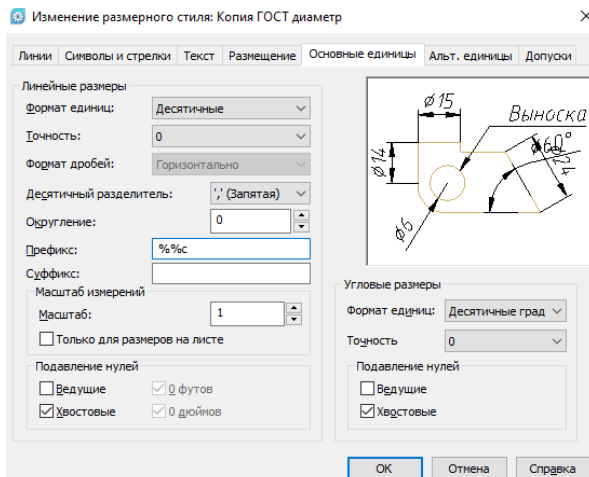 Изменение размерного стиля: Копия ГОСТ диаметр
Линии Символы и стрелки Текст Размещение Основные единицы Альт. единицы Допуски
Линейные размеры
Формат единиц: Десятичные
Точность: 0
Формат дробей: Горизонтально
Десятичный разделитель: ',' (Запятая)
Округление: 0
Префикс: %%c
Суффикс:
Масштаб измерений
Масштаб: 1
Только для размеров на листе
Подавление нулей
Ведущие 0 футов
Хвостовые 0 дюймов
⌀15
Выноска
⌀14
⌀6
Угловые размеры
Формат единиц: Десятичные град
Точность 0
Подавление нулей
Ведущие
Хвостовые
ОК Отмена Справка